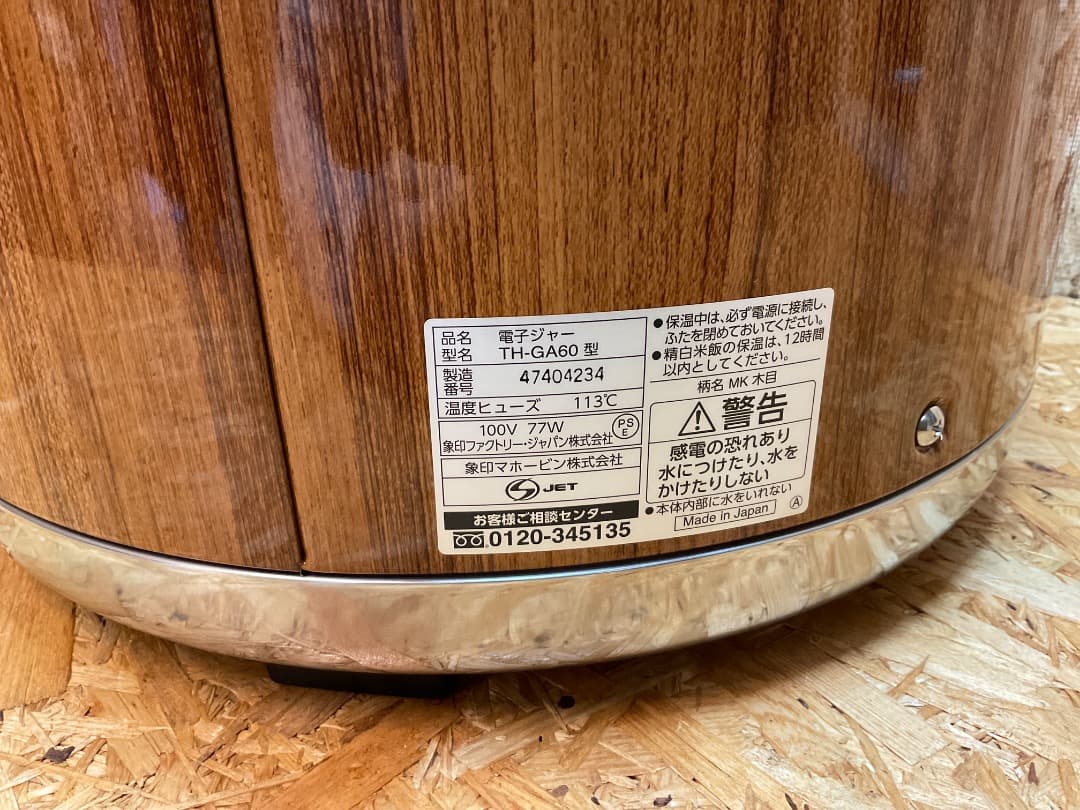 品名 電子ジャー
型名 TH-GA60 型
製造
番号 47404234
温度ヒューズ 113℃
100V 77W
象印ファクトリー・ジャパン株式会社
PS
E
象印マホービン株式会社
JET
お客様ご相談センター
0120-345135
●保温中は、必ず電源に接続し、
ふたを閉めておいてください。
●精白米飯の保温は、12時間
以内としてください。
柄名 MK 木目
警告
感電の恐れあり
水につけたり、水を
かけたりしない
●本体内部に水をいれない
Made in Japan
A